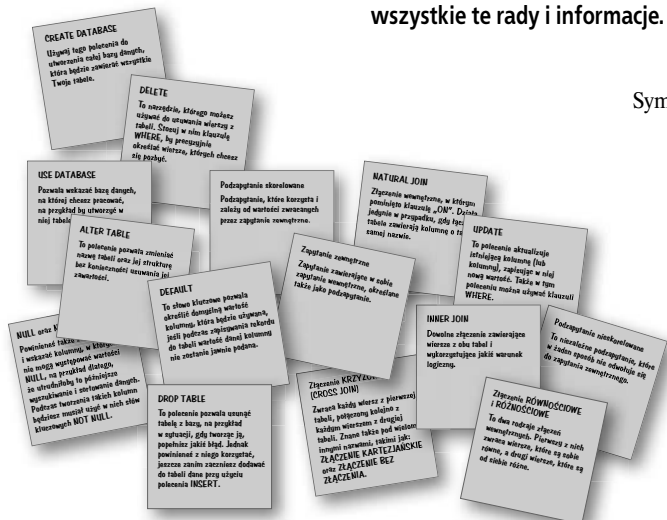 wszystkie te rady i informacje.
Sym
CREATE DATABASE
Używaj tego polecenia do
utworzenia całej bazy danych,
która będzie zawierać wszystkie
Twoje tabele.
DELETE
To narzędzie, którego możesz
używać do usuwania wierszy z
tabeli. Stosuj w nim klauzulę
WHERE, by precyzyjnie
określać wiersze, których chcesz
się pozbyć.
USE DATABASE
Pozwala wskazać bazę danych,
na której chcesz pracować,
na przykład by utworzyć w
niej tabele
Podzapytanie skorelowane
Podzapytanie, które korzysta i
zależy od wartości zwracanych
przez zapytanie zewnętrzne.
NATURAL JOIN
Złączenie wewnętrzne, w którym
pominięto klauzulę „ON”. Działa
jedynie w przypadku, gdy
tabele zawierają kolumnę o
samej nazwie.
UPDATE
To polecenie aktualizuje
istniejącą kolumnę (lub
kolumny), zapisując w niej
nową wartość. Także w tym
poleceniu można używać klauzuli
WHERE.
ALTER TABLE
To polecenie pozwala zmieniać
nazwę tabeli oraz jej strukturę
bez konieczności usuwania jej
zawartości.
DEFAULT
To słowo kluczowe pozwala
określić domyślną wartość
kolumny, która będzie używana,
jeśli podczas zapisywania rekordu
do tabeli wartość danej kolumny
nie zostanie jawnie podana.
Zapytanie zewnętrzne
Zapytanie zawierające w sobie
zapytanie wewnętrzne, określane
także jako podzapytanie.
INNER JOIN
Dowolne złączenie zawierające
wiersze z obu tabel i
wykorzystujące jakiś warunek
logiczny.
Podzapytanie nieskorelowane
To niezależne podzapytanie, które
w żaden sposób nie odwołuje się
do zapytania zewnętrznego.
NULL oraz
Powinieneś także
i wskazać kolumny, w
nie mogą występować wartości
NULL, na przykład dlatego,
że utrudniłoby to późniejsze
wyszukiwanie i sortowanie danych.
Podczas tworzenia takich kolumn
będziesz musiał użyć w nich słów
kluczowych NOT NULL.
DROP TABLE
To polecenie pozwala usunąć
tabelę z bazy, na przykład
w sytuacji, gdy tworząc ją,
popełnisz jakiś błąd. Jednak
powinieneś z niego korzystać,
jeszcze zanim zaczniesz dodawać
do tabeli dane przy użyciu
polecenia INSERT.
Złączenie
(CROSS JOIN)
Zwraca każdy wiersz z pierwszej
tabeli, połączony kolejno z
każdym wierszem z drugiej
tabeli. Znane także pod wieloma
innymi nazwami, takimi jak:
ZŁĄCZENIE KARTEZJAŃSKIE
oraz ZŁĄCZENIE BEZ
ZŁĄCZENIA.
Złączenie RÓWNOŚCIOWE
i RÓŻNOŚCIOWE
To dwa rodzaje złączeń
wewnętrznych. Pierwszy z nich
zwraca wiersze, które są sobie
równe, a drugi wiersze, które są
od siebie różne.